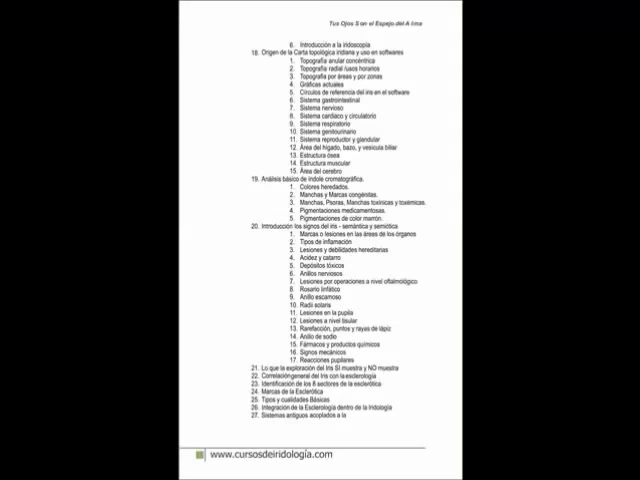 Tus Ojos Son el Espejo del Alma
6. Introducción a la iridoscopía
18. Origen de la Carta topológica iridiana y uso en softwares
1. Topografía anular concéntrica
2. Topografía radial /usos horarios
3. Topografía por áreas y por zonas
4. Gráficas actuales
5. Círculos de referencia del iris en el software
6. Sistema gastrointestinal
7. Sistema nervioso
8. Sistema cardiaco y circulatorio
9. Sistema respiratorio
10. Sistema genitourinario
11. Sistema reproductor y glandular
12. Área del hígado, bazo, y vesícula biliar
13. Estructura ósea
14. Estructura muscular
15. Área del cerebro
19. Análisis básico de índole cromatográfica.
1. Colores heredados.
2. Manchas y Marcas congénitas.
3. Manchas, Psoras, Manchas toxínicas y toxémicas.
4. Pigmentaciones medicamentosas.
5. Pigmentaciones de color marrón.
20. Introducción los signos del iris - semántica y semiótica
1. Marcas o lesiones en las áreas de los órganos
2. Tipos de inflamación
3. Lesiones y debilidades hereditarias
4. Acidez y catarro
5. Depósitos tóxicos
6. Anillos nerviosos
7. Lesiones por operaciones a nivel oftalmológico
8. Rosario linfático
9. Anillo escamoso
10. Radii solaris
11. Lesiones en la pupila
12. Lesiones a nivel tisular
13. Rarefacción, puntos y rayas de lápiz
14. Anillo de sodio
15. Fármacos y productos químicos
16. Signos mecánicos
17. Reacciones pupilares
21. Lo que la exploración del Iris SI muestra y NO muestra
22. Correlación general del Iris con la esclerología
23. Identificación de los 8 sectores de la esclerótica
24. Marcas de la Esclerótica
25. Tipos y cualidades Básicas
26. Integración de la Esclerología dentro de la Iridología
27. Sistemas antiguos acoplados a la
www.cursosdeiridología.com